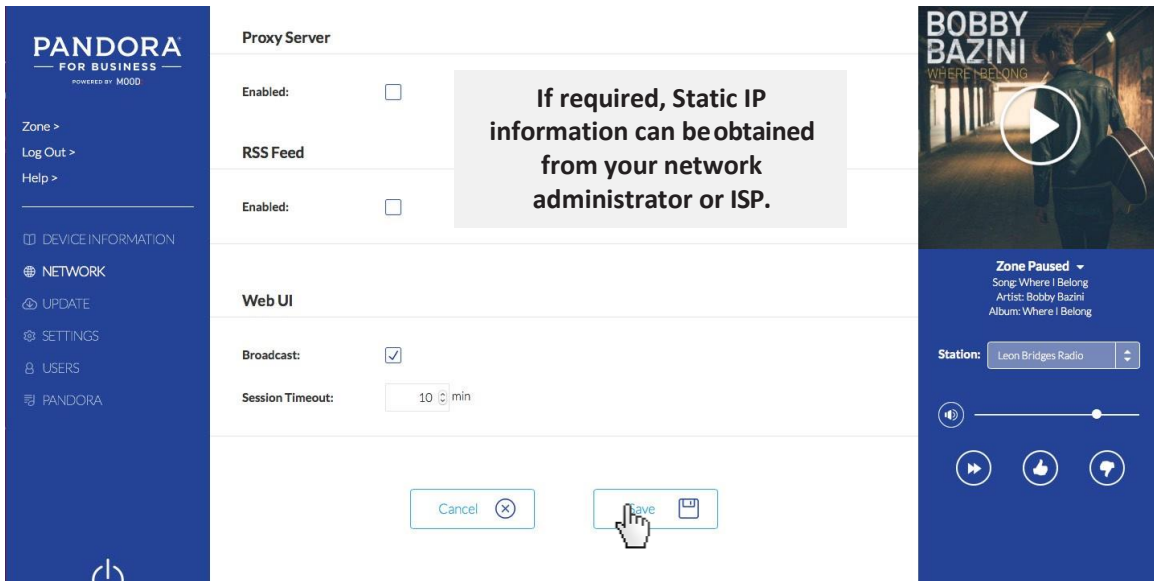 PANDORA
FOR BUSINESS
POWERED BY MOOD
Zone >
Log Out >
Help >
DEVICE INFORMATION
NETWORK
UPDATE
SETTINGS
USERS
PANDORA
Proxy Server
Enabled:
RSS Feed
Enabled:
If required, Static IP
information can be obtained
from your network
administrator or ISP.
Web UI
Broadcast:
Session Timeout:
10 min
Cancel
Save
BOBBY
BAZINI
WHERE I BELONG
Zone Paused
Song: Where I Belong
Artist: Bobby Bazini
Album: Where I Belong
Station: Leon Bridges Radio